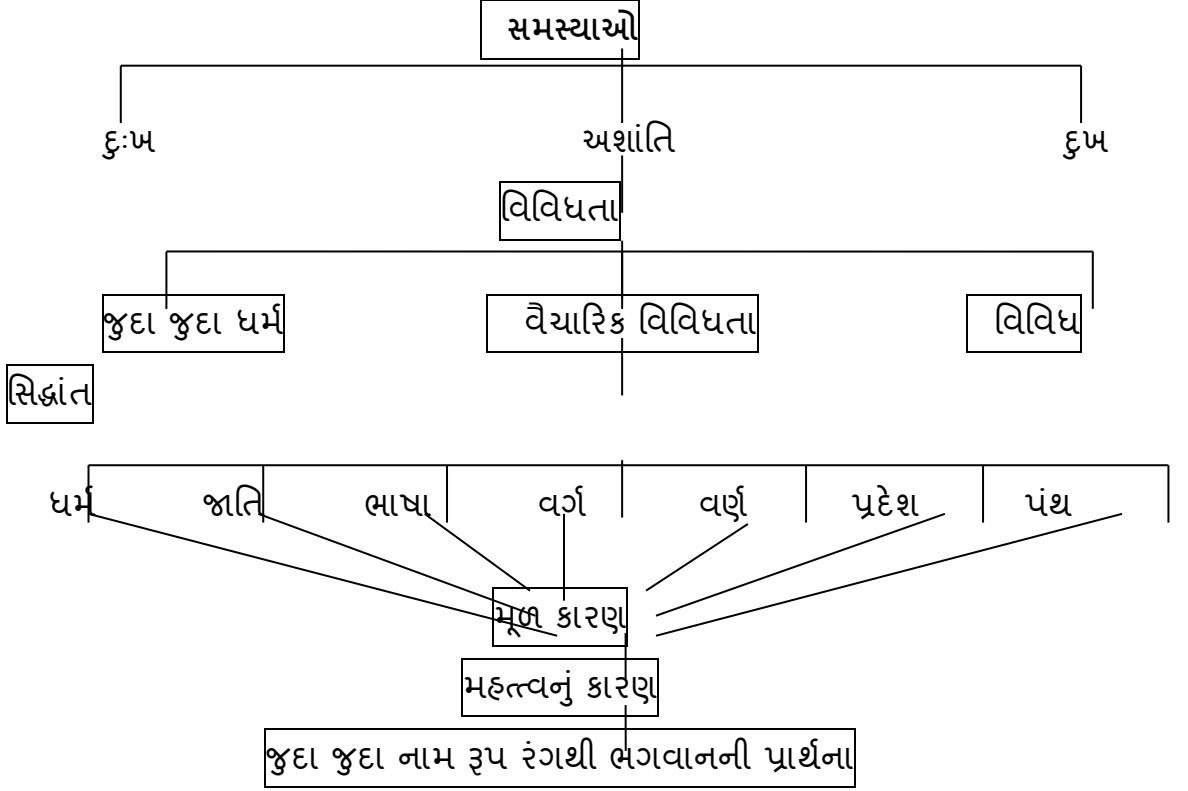 સમસ્યાઓ
દુઃખ અશાંતિ દુખ
વિવિધતા
જુદા જુદા ધર્મ વૈચારિક વિવિધતા વિવિધ
સિદ્ધાંત
ધર્મ જાતિ ભાષા વર્ગ વર્ણ પ્રદેશ પંથ
મૂળ કારણ
મહત્ત્વનું કારણ
જુદા જુદા નામ રૂપ રંગથી ભગવાનની પ્રાર્થના